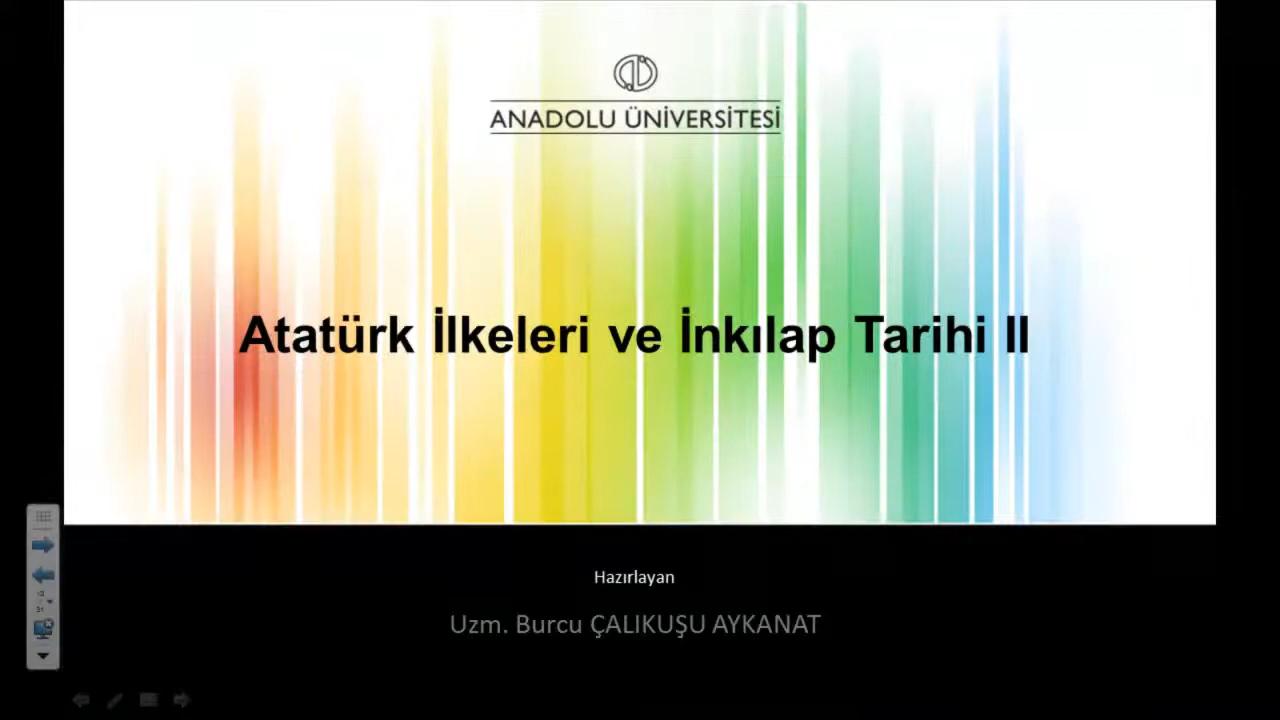 ANADOLU ÜNİVERSİTESİ
Atatürk İlkeleri ve İnkılap Tarihi II
Hazırlayan
Uzm. Burcu ÇALIKUŞU AYKANAT